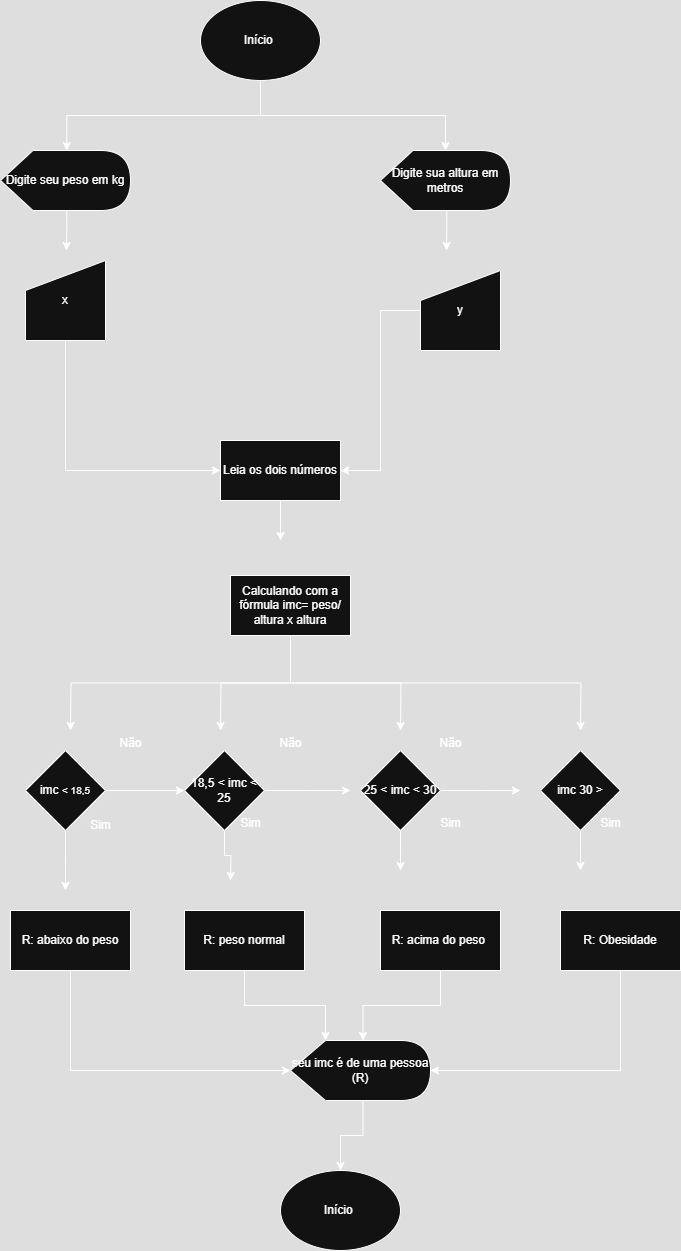 Início
Digite seu peso em kg
Digite sua altura em
metros
x
y
Leia os dois números
Calculando com a
fórmula imc= peso/
altura x altura
Não
Não
Não
imc < 18,5
18,5 < imc <
25
25 < imc < 30
imc 30 >
Sim
Sim
Sim
Sim
R: abaixo do peso
R: peso normal
R: acima do peso
R: Obesidade
seu imc é de uma pessoa
(R)
Início